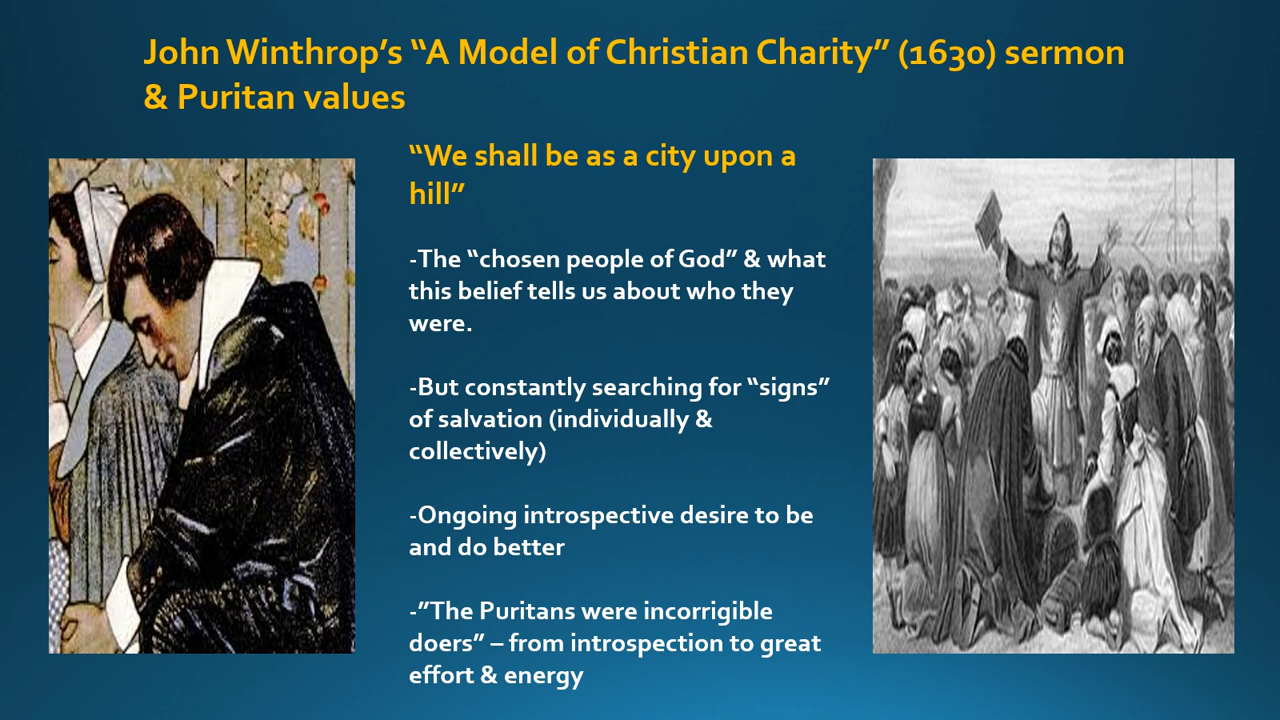 John Winthrop’s “A Model of Christian Charity” (1630) sermon
& Puritan values
“We shall be as a city upon a
hill”
-The “chosen people of God” & what
this belief tells us about who they
were.
-But constantly searching for “signs”
of salvation (individually &
collectively)
-Ongoing introspective desire to be
and do better
-”The Puritans were incorrigible
doers” – from introspection to great
effort & energy